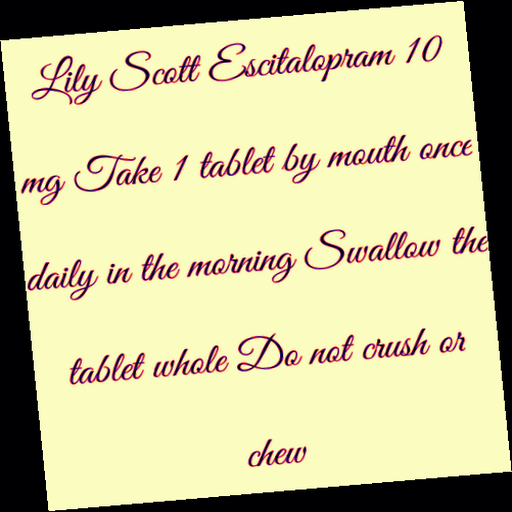 Lily Scott Escitalopram 10
mg Take 1 tablet by mouth once
daily in the morning Swallow the
tablet whole Do not crush or
chew